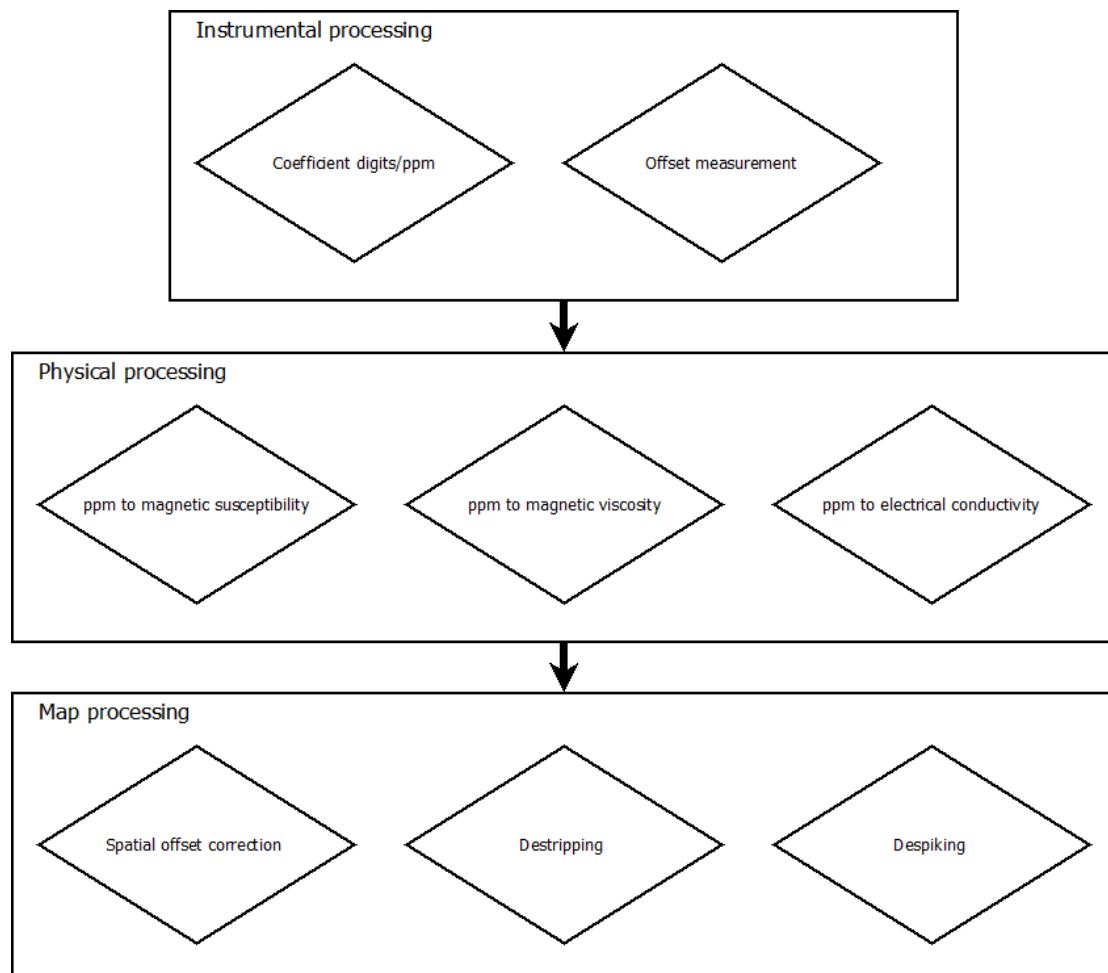 Instrumental processing
Coefficient digits/ppm
Offset measurement
Physical processing
ppm to magnetic susceptibility
ppm to magnetic viscosity
ppm to electrical conductivity
Map processing
Spatial offset correction
Destripping
Despiking